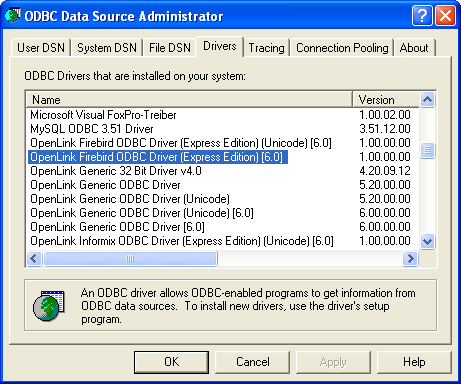 ODBC Data Source Administrator
User DSN System DSN File DSN Drivers Tracing Connection Pooling About
ODBC Drivers that are installed on your system:
Name Version
Microsoft Visual FoxPro-Treiber 1.00.02.00
MySQL ODBC 3.51 Driver 3.51.12.00
OpenLink Firebird ODBC Driver (Express Edition) (Unicode) [6.0] 1.00.00.00
OpenLink Firebird ODBC Driver (Express Edition) [6.0] 1.00.00.00
OpenLink Generic 32 Bit Driver v4.0 4.20.09.12
OpenLink Generic ODBC Driver 5.20.00.00
OpenLink Generic ODBC Driver (Unicode) 5.20.00.00
OpenLink Generic ODBC Driver (Unicode) [6.0] 6.00.00.00
OpenLink Generic ODBC Driver [6.0] 6.00.00.00
OpenLink Informix ODBC Driver (Express Edition) (Unicode) [6.0] 1.00.00.00
An ODBC driver allows ODBC-enabled programs to get information from
ODBC data sources. To install new drivers, use the driver's setup
program.
OK Cancel Apply Help